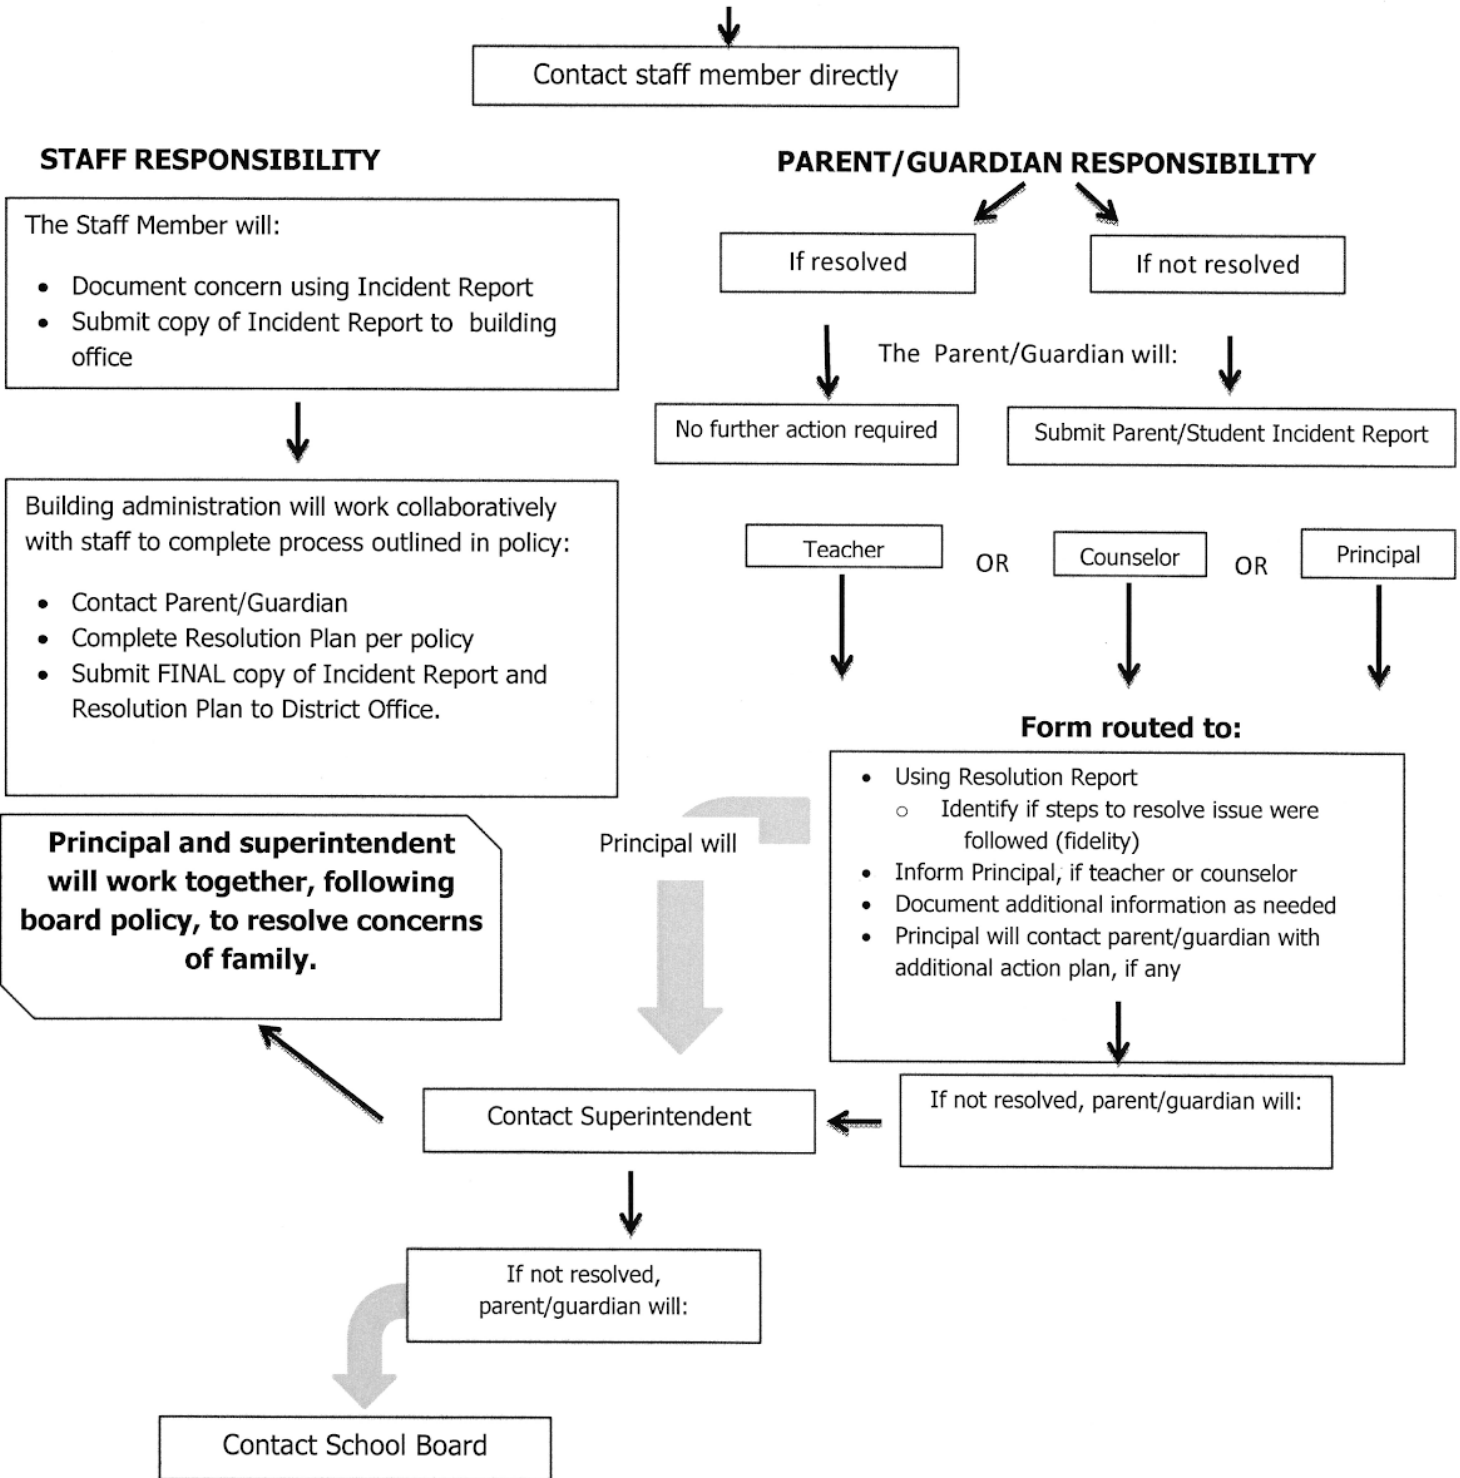 Contact staff member directly
STAFF RESPONSIBILITY
PARENT/GUARDIAN RESPONSIBILITY
The Staff Member will:
• Document concern using Incident Report
• Submit copy of Incident Report to building
office
If resolved
If not resolved
The Parent/Guardian will:
No further action required
Submit Parent/Student Incident Report
Building administration will work collaboratively
with staff to complete process outlined in policy:
• Contact Parent/Guardian
• Complete Resolution Plan per policy
• Submit FINAL copy of Incident Report and
Resolution Plan to District Office.
Teacher
OR
Counselor
OR
Principal
Form routed to:
• Using Resolution Report
o Identify if steps to resolve issue were
followed (fidelity)
• Inform Principal, if teacher or counselor
• Document additional information as needed
• Principal will contact parent/guardian with
additional action plan, if any
Principal will
Principal and superintendent
will work together, following
board policy, to resolve concerns
of family.
If not resolved, parent/guardian will:
Contact Superintendent
If not resolved,
parent/guardian will:
Contact School Board